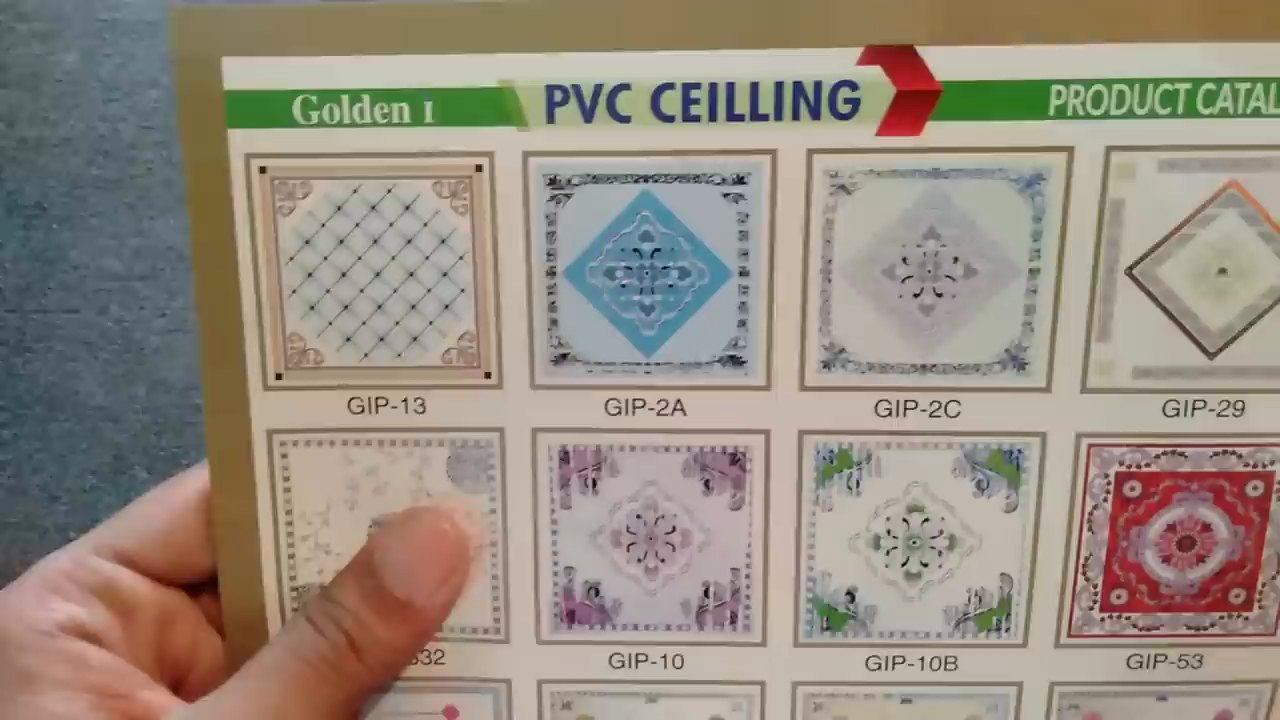 Golden I PVC CEILLING PRODUCT CATAL
GIP-13 GIP-2A GIP-2C GIP-29
332 GIP-10 GIP-10B GIP-53